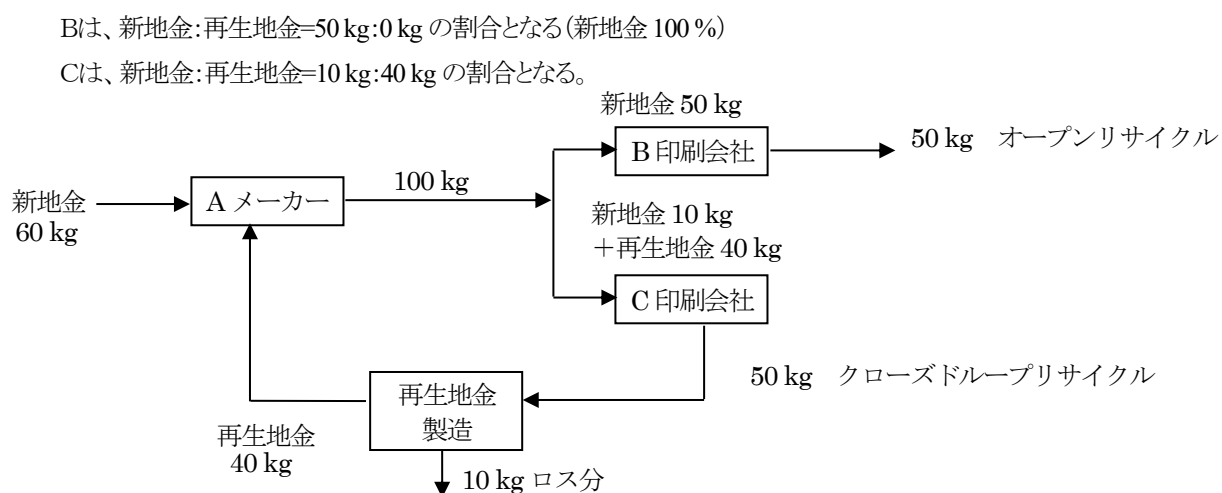 Bは、新地金:再生地金=50 kg:0 kg の割合となる(新地金 100 %)
Cは、新地金:再生地金=10 kg:40 kg の割合となる。
新地金 50 kg
B 印刷会社
50 kg　オープンリサイクル
新地金
60 kg
A メーカー
100 kg
新地金 10 kg
＋再生地金 40 kg
C 印刷会社
50 kg　クローズドループリサイクル
再生地金
製造
再生地金
40 kg
10 kg ロス分